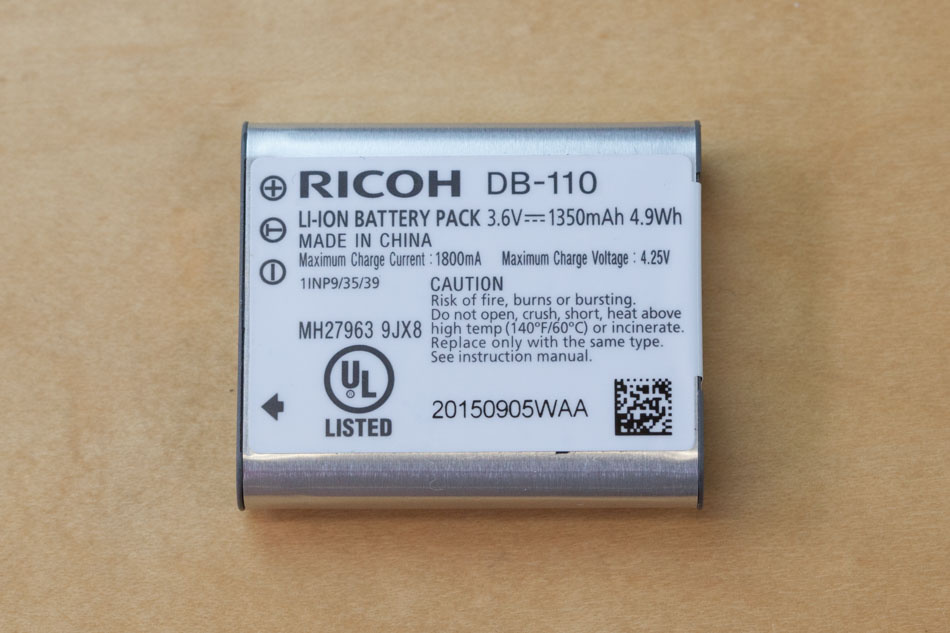 RICOH DB-110
LI-ION BATTERY PACK 3.6V⎓1350mAh 4.9Wh
MADE IN CHINA
Maximum Charge Current : 1800mA Maximum Charge Voltage : 4.25V
1INP9/35/39
CAUTION
Risk of fire, burns or bursting.
Do not open, crush, short, heat above
high temp (140°F/60°C) or incinerate.
Replace only with the same type.
See instruction manual.
MH27963 9JX8
UL
LISTED
20150905WAA